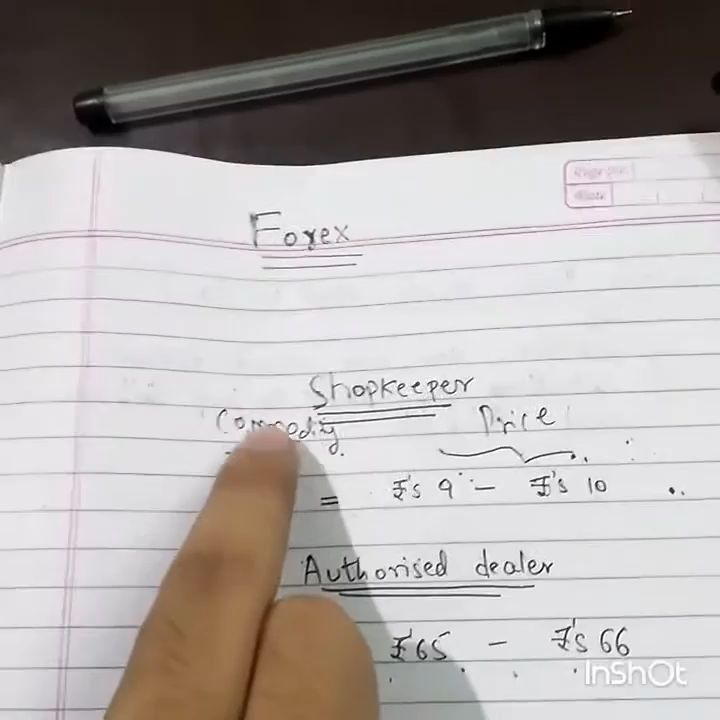 Forex
Shopkeeper
Commodity Price
= ₹'s 9 - ₹'s 10
Authorised dealer
₹65 - ₹'s 66
InShOt